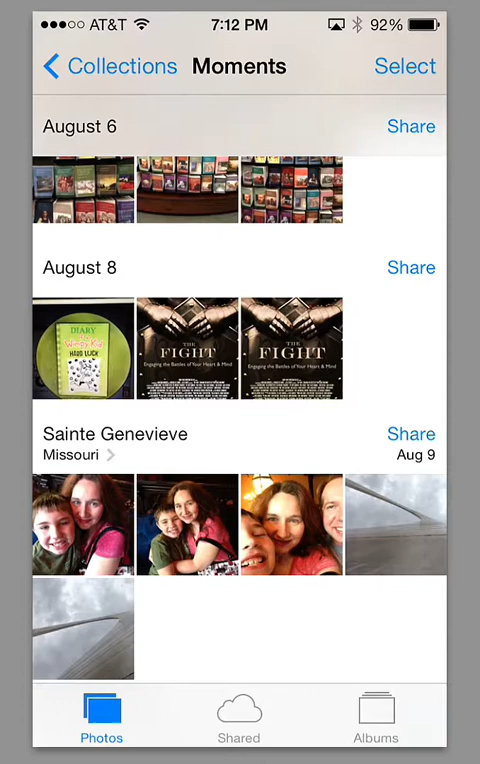 AT&T 7:12 PM 92%
Collections Moments Select
August 6 Share
August 8 Share
DIARY
of a
Wimpy Kid
HARD LUCK
THE
FIGHT
Engaging the Battles of Your Heart & Mind
THE
FIGHT
Engaging the Battles of Your Heart & Mind
Sainte Genevieve Share
Missouri Aug 9
Photos Shared Albums